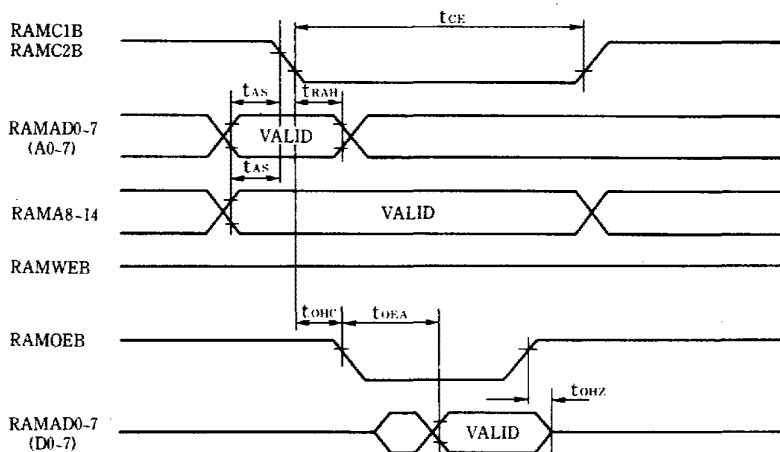 RAMC1B
RAMC2B
tCE
tAS
tRAH
RAMAD0~7
(A0~7)
VALID
tAS
RAMA8~14
VALID
RAMWEB
tOHC
tOEA
RAMOEB
tOHZ
RAMAD0~7
(D0~7)
VALID